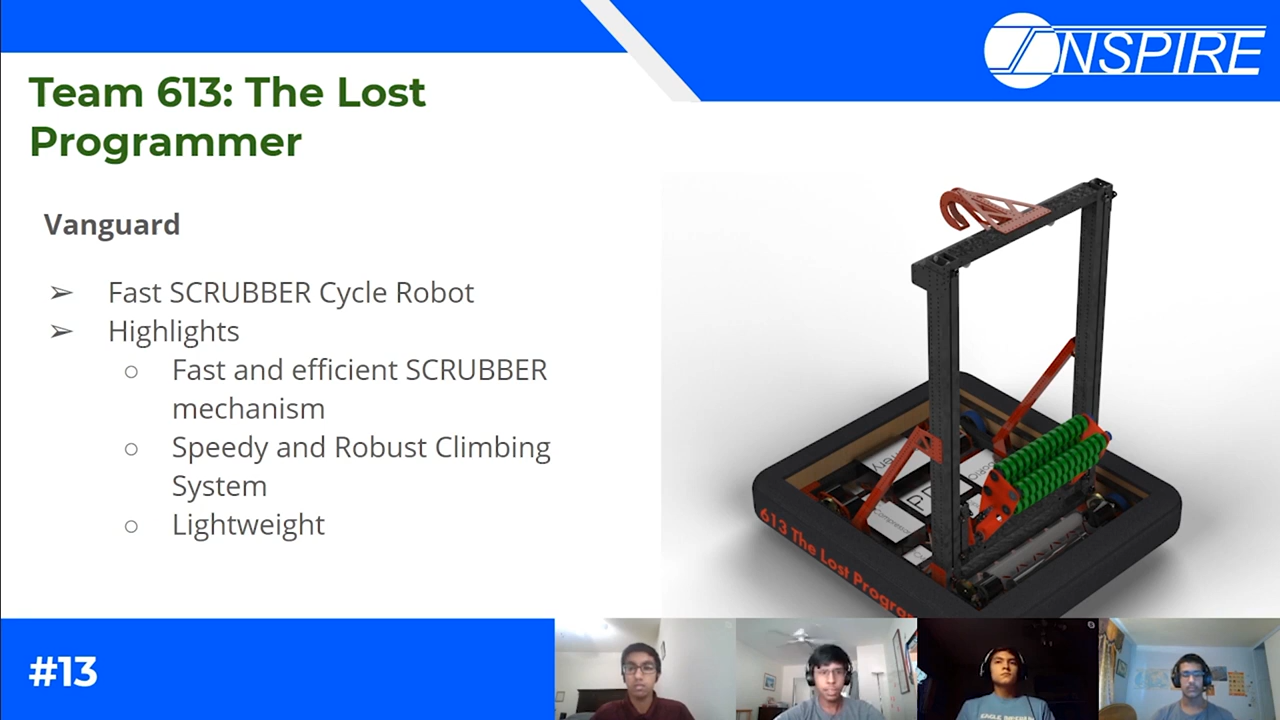 INSPIRE
Team 613: The Lost
Programmer
Vanguard
➢ Fast SCRUBBER Cycle Robot
➢ Highlights
○ Fast and efficient SCRUBBER
mechanism
○ Speedy and Robust Climbing
System
○ Lightweight
613 The Lost Progra
#13